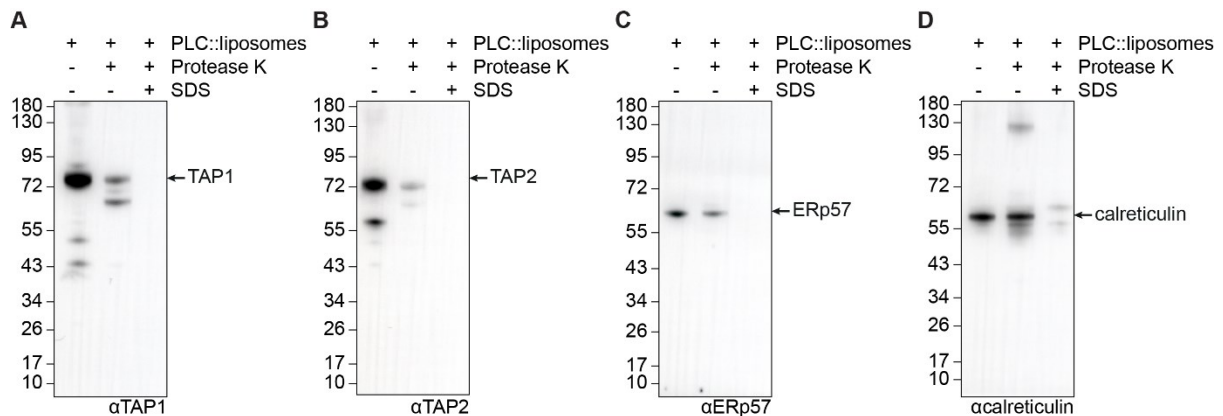 A
+ + + PLC::liposomes
- + + Protease K
- - + SDS
180
130
95
72
55
43
34
26
17
10
TAP1
αTAP1
B
+ + + PLC::liposomes
- + + Protease K
- - + SDS
180
130
95
72
55
43
34
26
17
10
TAP2
αTAP2
C
+ + + PLC::liposomes
- + + Protease K
- - + SDS
180
130
95
72
55
43
34
26
17
10
ERp57
αERp57
D
+ + + PLC::liposomes
- + + Protease K
- - + SDS
180
130
95
72
55
43
34
26
17
10
calreticulin
αcalreticulin